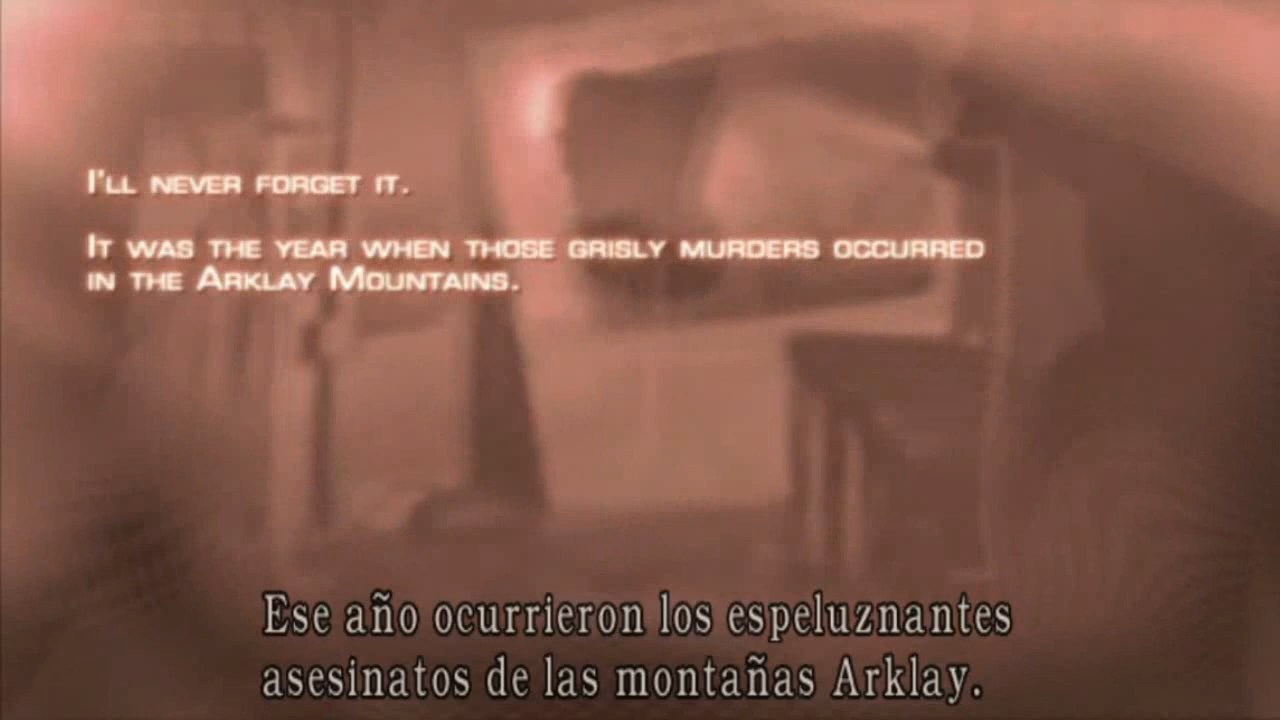 I'll never forget it.
It was the year when those grisly murders occurred
in the Arklay Mountains.
Ese año ocurrieron los espeluznantes
asesinatos de las montañas Arklay.